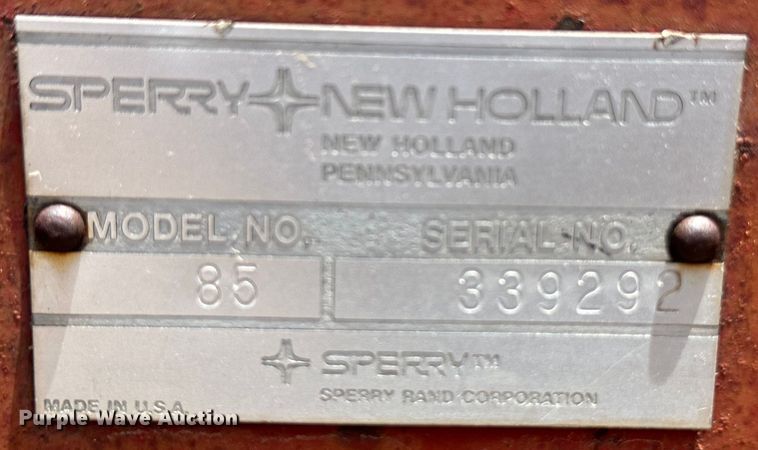 SPERRY NEW HOLLAND™
NEW HOLLAND
PENNSYLVANIA
MODEL NO. SERIAL NO.
85 339292
SPERRY™
SPERRY RAND CORPORATION
MADE IN U.S.A.
Purple Wave Auction